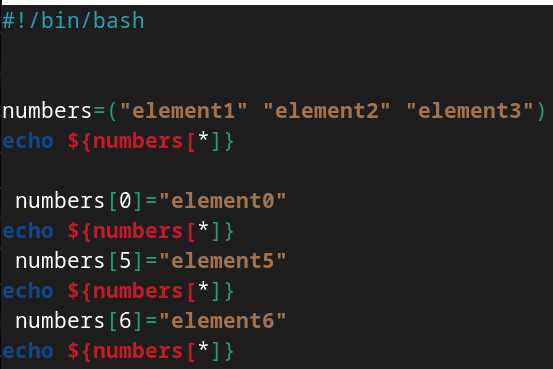 #!/bin/bash
numbers=("element1" "element2" "element3")
echo ${numbers[*]}
numbers[0]="element0"
echo ${numbers[*]}
numbers[5]="element5"
echo ${numbers[*]}
numbers[6]="element6"
echo ${numbers[*]}